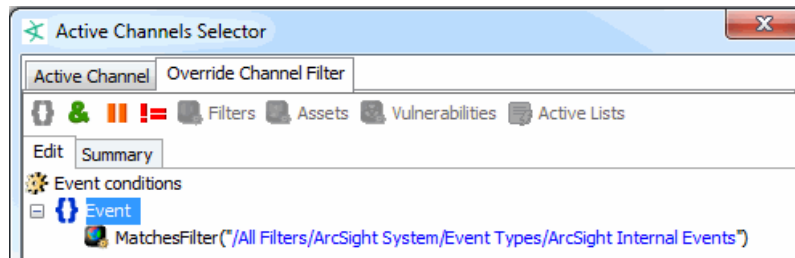 Active Channels Selector
Active Channel Override Channel Filter
{} & || != Filters Assets Vulnerabilities Active Lists
Edit Summary
Event conditions
{} Event
MatchesFilter("/All Filters/ArcSight System/Event Types/ArcSight Internal Events")